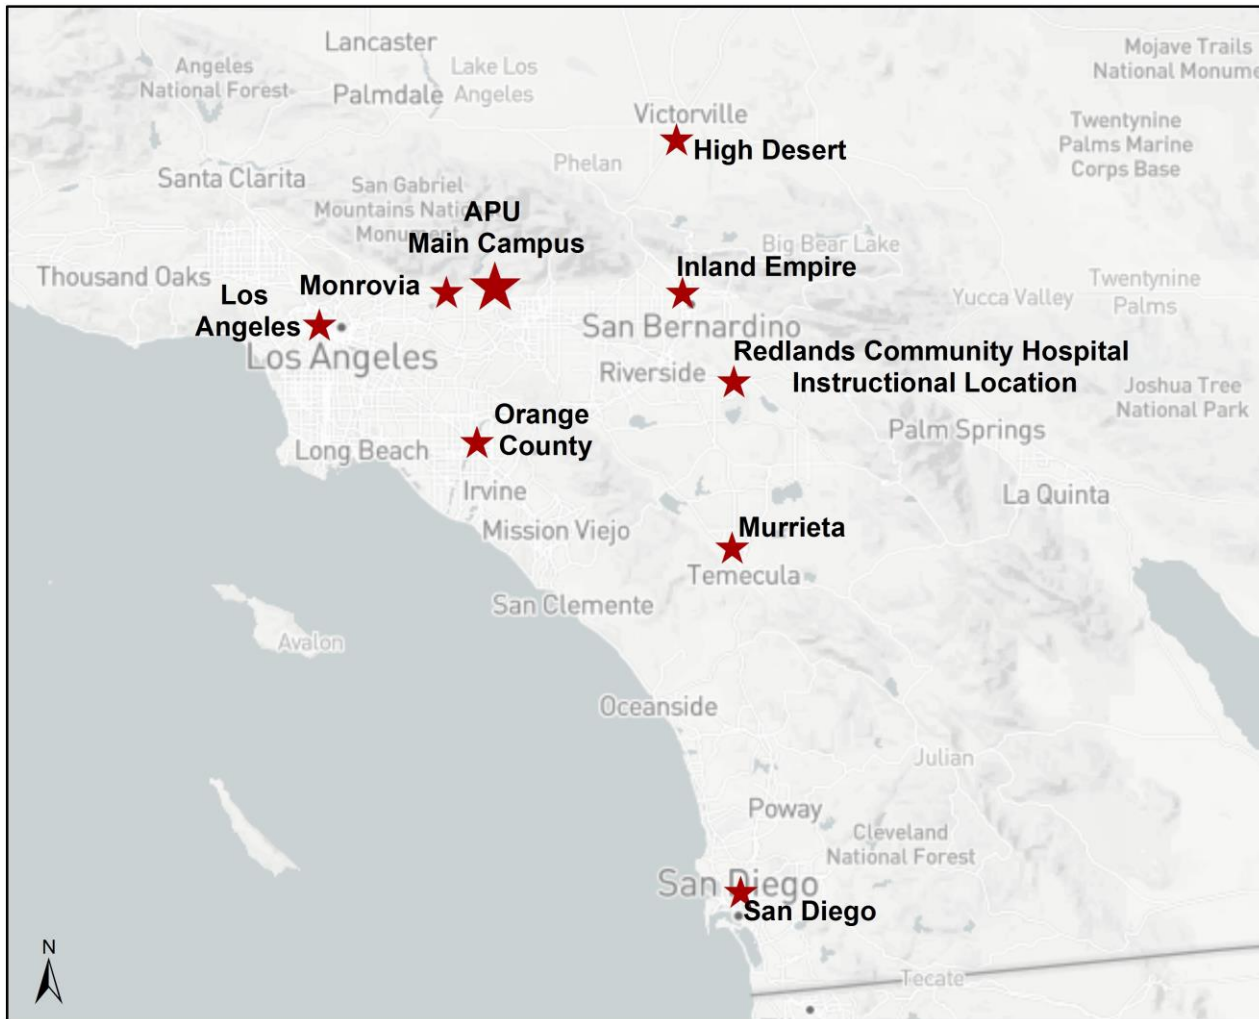 Lancaster
Angeles
National Forest
Palmdale
Lake Los
Angeles
Mojave Trails
National Monume
Victorville
High Desert
Twentynine
Palms Marine
Corps Base
Phelan
Santa Clarita
San Gabriel
Mountains Nation
Monument
APU
Main Campus
Big Bear Lake
Thousand Oaks
Monrovia
Inland Empire
Twentynine
Palms
Yucca Valley
Los
Angeles
San Bernardino
Los Angeles
Redlands Community Hospital
Instructional Location
Riverside
Joshua Tree
National Park
Orange
County
Long Beach
Palm Springs
Irvine
La Quinta
Mission Viejo
Murrieta
Temecula
San Clemente
Avalon
Oceanside
Julian
Poway
Cleveland
National Forest
San Diego
San Diego
N
Tecate